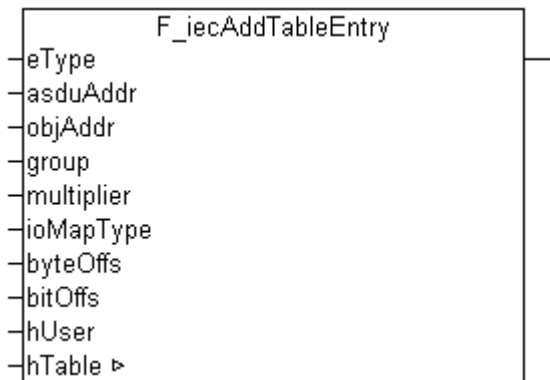 F_iecAddTableEntry
eType
asduAddr
objAddr
group
multiplier
ioMapType
byteOffs
bitOffs
hUser
hTable ▷